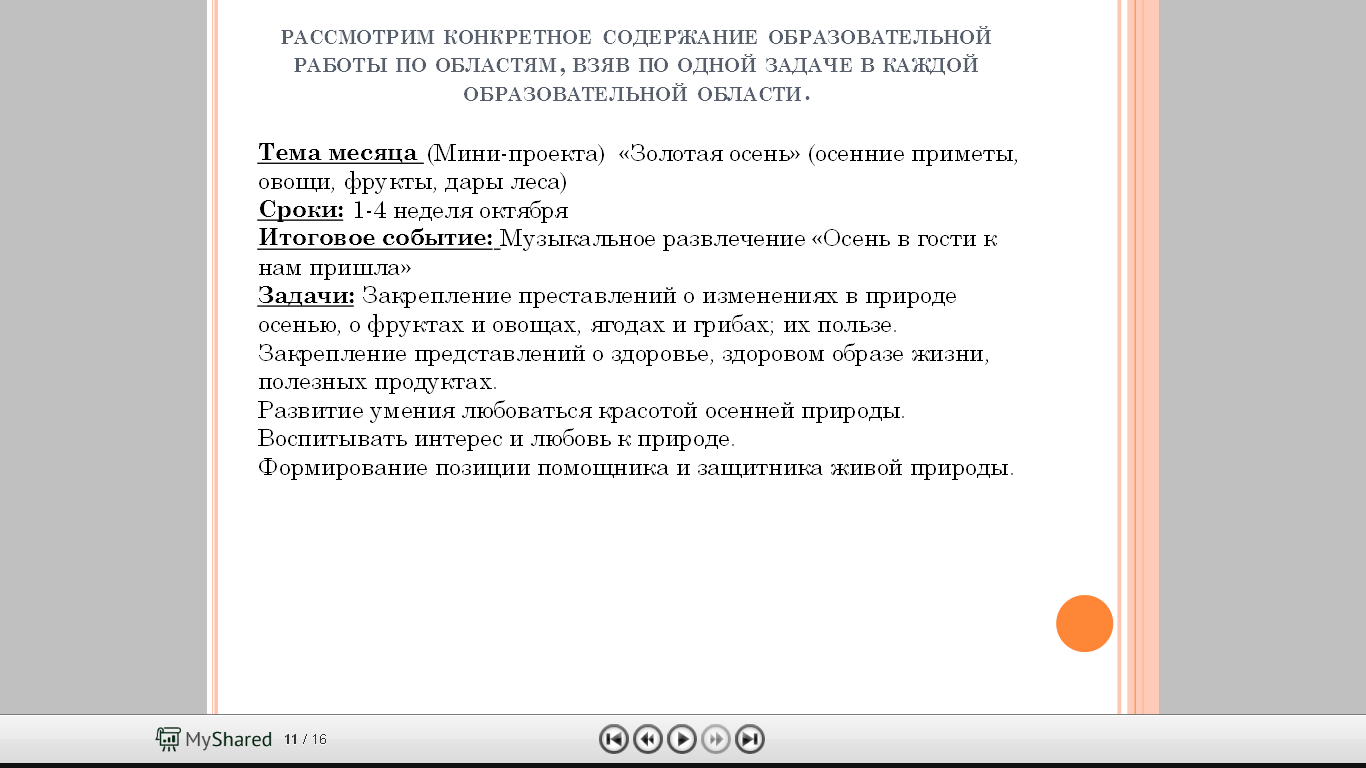 РАССМОТРИМ КОНКРЕТНОЕ СОДЕРЖАНИЕ ОБРАЗОВАТЕЛЬНОЙ
РАБОТЫ ПО ОБЛАСТЯМ, ВЗЯВ ПО ОДНОЙ ЗАДАЧЕ В КАЖДОЙ
ОБРАЗОВАТЕЛЬНОЙ ОБЛАСТИ.
Тема месяца (Мини-проекта) «Золотая осень» (осенние приметы,
овощи, фрукты, дары леса)
Сроки: 1-4 неделя октября
Итоговое событие: Музыкальное развлечение «Осень в гости к
нам пришла»
Задачи: Закрепление преставлений о изменениях в природе
осенью, о фруктах и овощах, ягодах и грибах; их пользе.
Закрепление представлений о здоровье, здоровом образе жизни,
полезных продуктах.
Развитие умения любоваться красотой осенней природы.
Воспитывать интерес и любовь к природе.
Формирование позиции помощника и защитника живой природы.
MyShared 11 / 16